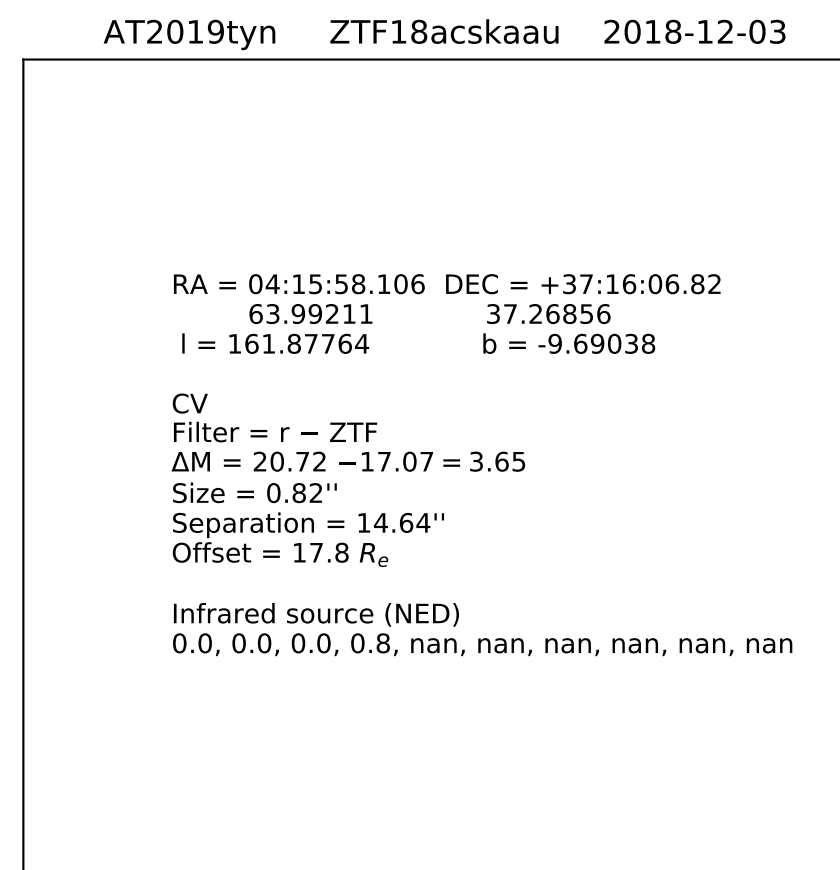 AT2019tyn ZTF18acskaau 2018-12-03
RA = 04:15:58.106 DEC = +37:16:06.82
63.99211 37.26856
l = 161.87764 b = -9.69038
CV
Filter = r − ZTF
ΔM = 20.72 −17.07 = 3.65
Size = 0.82''
Separation = 14.64''
Offset = 17.8 Rₑ
Infrared source (NED)
0.0, 0.0, 0.0, 0.8, nan, nan, nan, nan, nan, nan